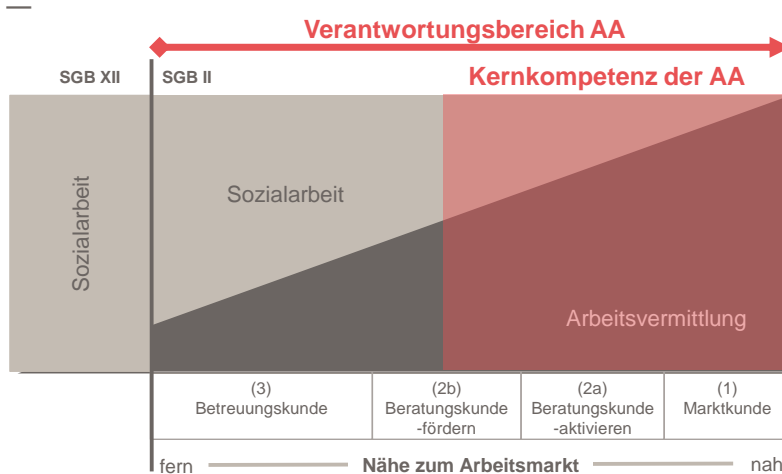 Verantwortungsbereich AA
SGB XII
SGB II
Kernkompetenz der AA
Sozialarbeit
Sozialarbeit
Arbeitsvermittlung
(3)
Betreuungskunde
(2b)
Beratungskunde
-fördern
(2a)
Beratungskunde
-aktivieren
(1)
Marktkunde
fern
Nähe zum Arbeitsmarkt
nah